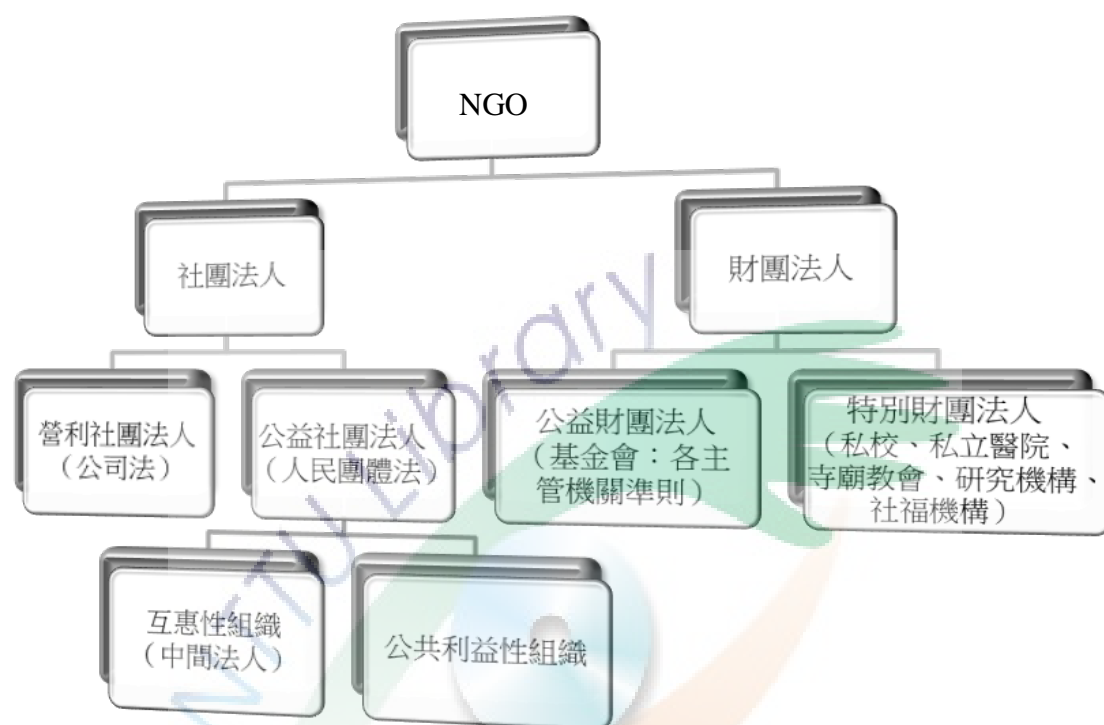 NGO
社團法人
財團法人
營利社團法人
（公司法）
公益社團法人
（人民團體法）
公益財團法人
（基金會：各主
管機關準則）
特別財團法人
（私校、私立醫院、
寺廟教會、研究機構、
社福機構）
互惠性組織
（中間法人）
公共利益性組織
NTU Library